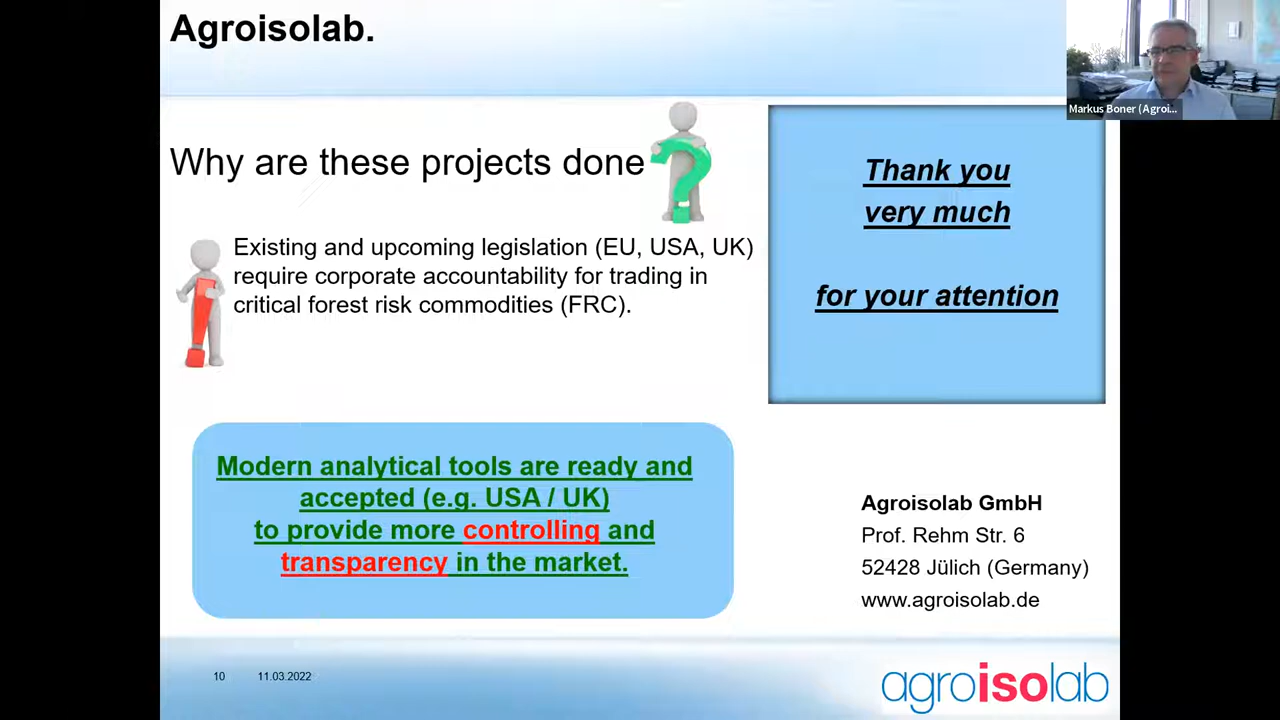 Agroisolab.
Markus Boner (Agroi...
Why are these projects done
Existing and upcoming legislation (EU, USA, UK)
require corporate accountability for trading in
critical forest risk commodities (FRC).
Thank you
very much
for your attention
Modern analytical tools are ready and
accepted (e.g. USA / UK)
to provide more controlling and
transparency in the market.
Agroisolab GmbH
Prof. Rehm Str. 6
52428 Jülich (Germany)
www.agroisolab.de
10 11.03.2022
agroisolab